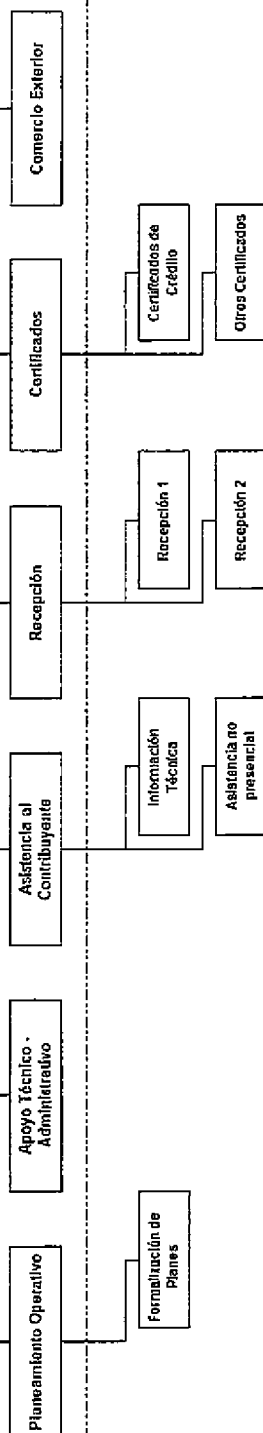 Planeamiento Operativo
Apoyo Técnico -
Administrativo
Asistencia al
Contribuyente
Recepción
Certificados
Comercio Exterior
Formalización de
Planes
Información
Técnica
Recepción 1
Certificados de
Crédito
Asistencia no
presencial
Recepción 2
Otros Certificados